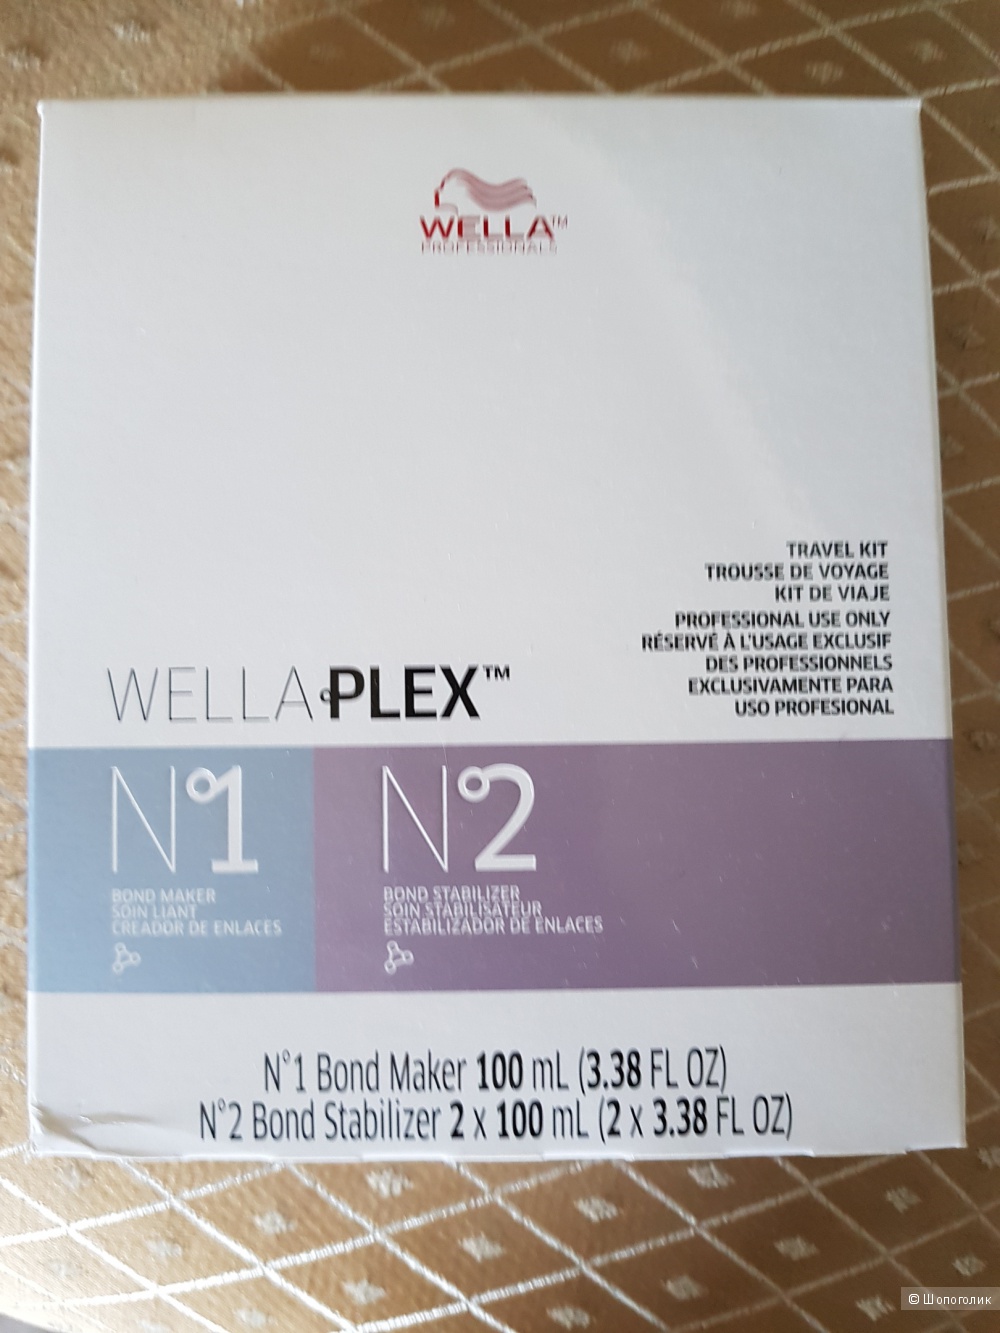 WELLA™
PROFESSIONALS
TRAVEL KIT
TROUSSE DE VOYAGE
KIT DE VIAJE
PROFESSIONAL USE ONLY
RÉSERVÉ À L'USAGE EXCLUSIF
DES PROFESSIONNELS
EXCLUSIVAMENTE PARA
USO PROFESIONAL
WELLAPLEX™
N°1
BOND MAKER
SOIN LIANT
CREADOR DE ENLACES
N°2
BOND STABILIZER
SOIN STABILISATEUR
ESTABILIZADOR DE ENLACES
N°1 Bond Maker 100 mL (3.38 FL OZ)
N°2 Bond Stabilizer 2 x 100 mL (2 x 3.38 FL OZ)
© Шопоголик